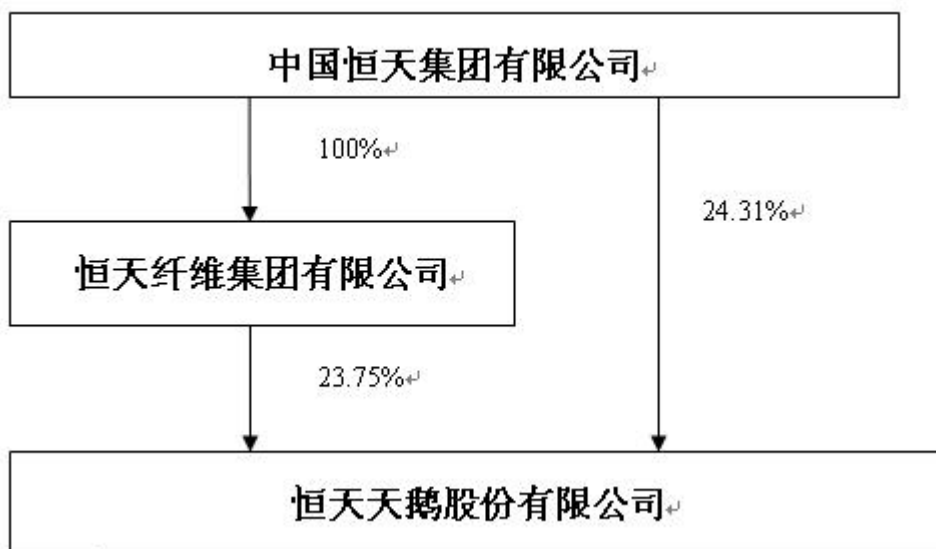 中国恒天集团有限公司
100%
24.31%
恒天纤维集团有限公司
23.75%
恒天天鹅股份有限公司